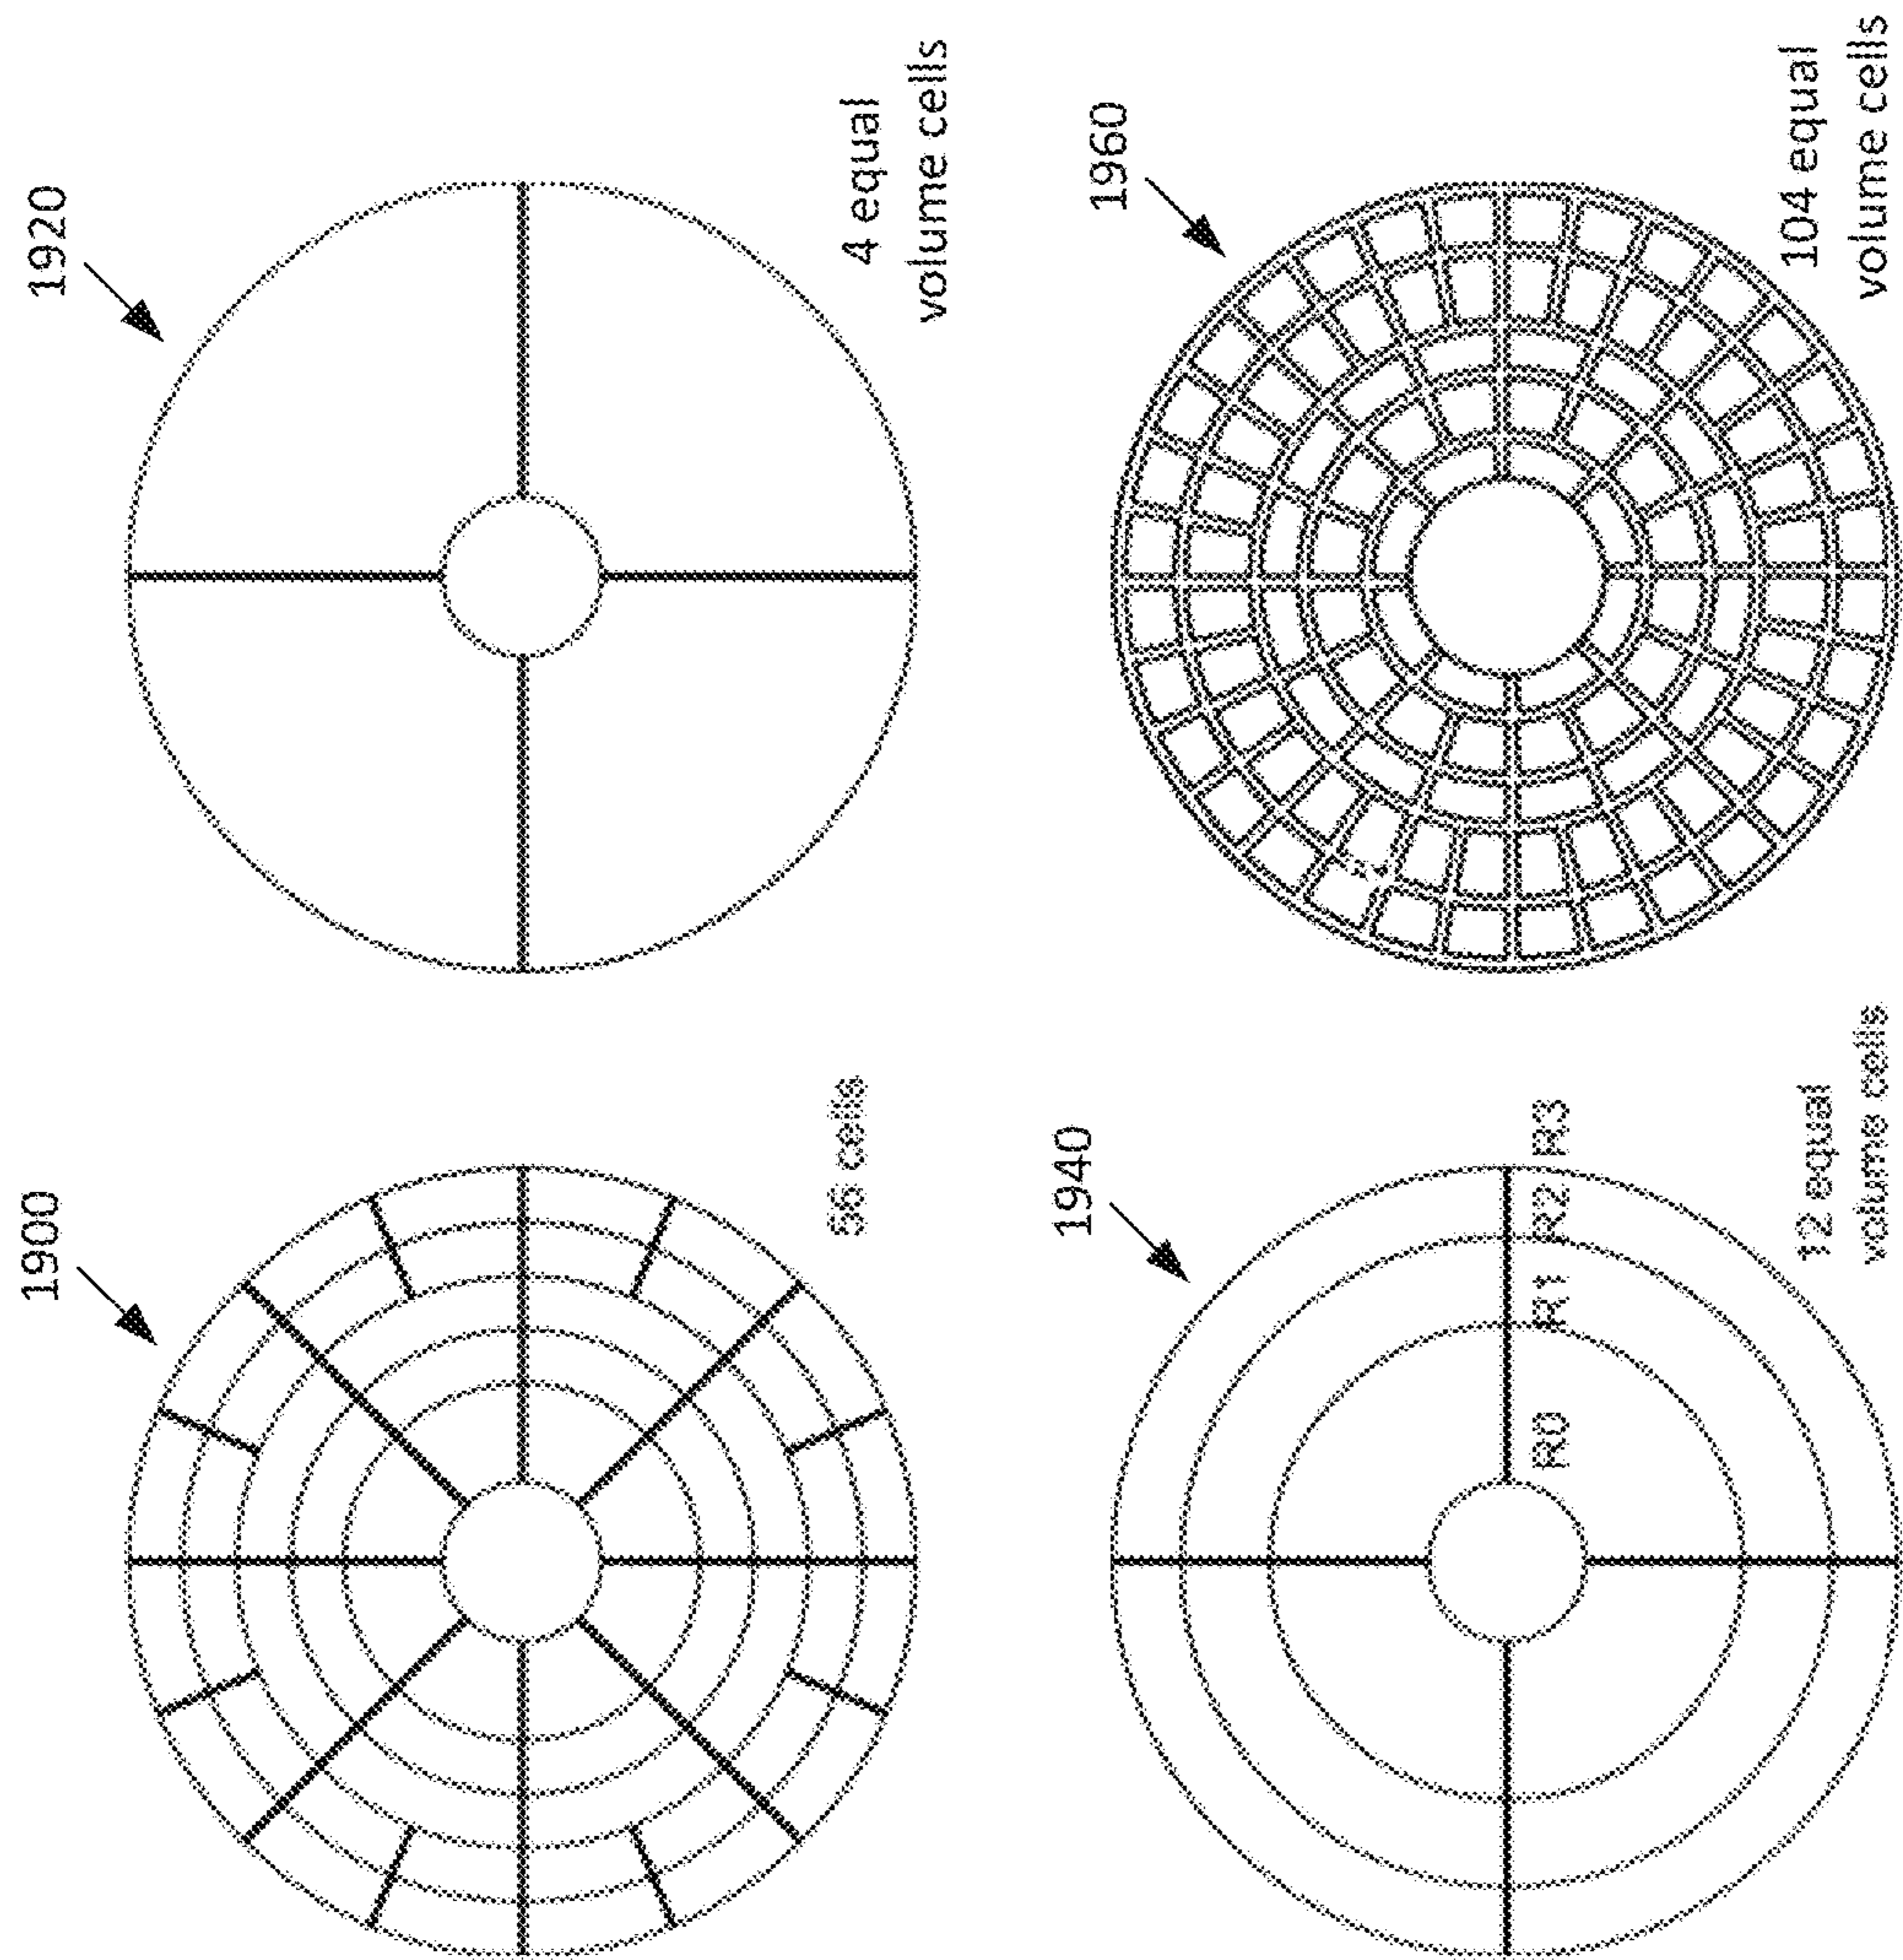 1900
56 cells
1920
4 equal
volume cells
1940
R0 R1 R2 R3
12 equal
volume cells
1960
104 equal
volume cells